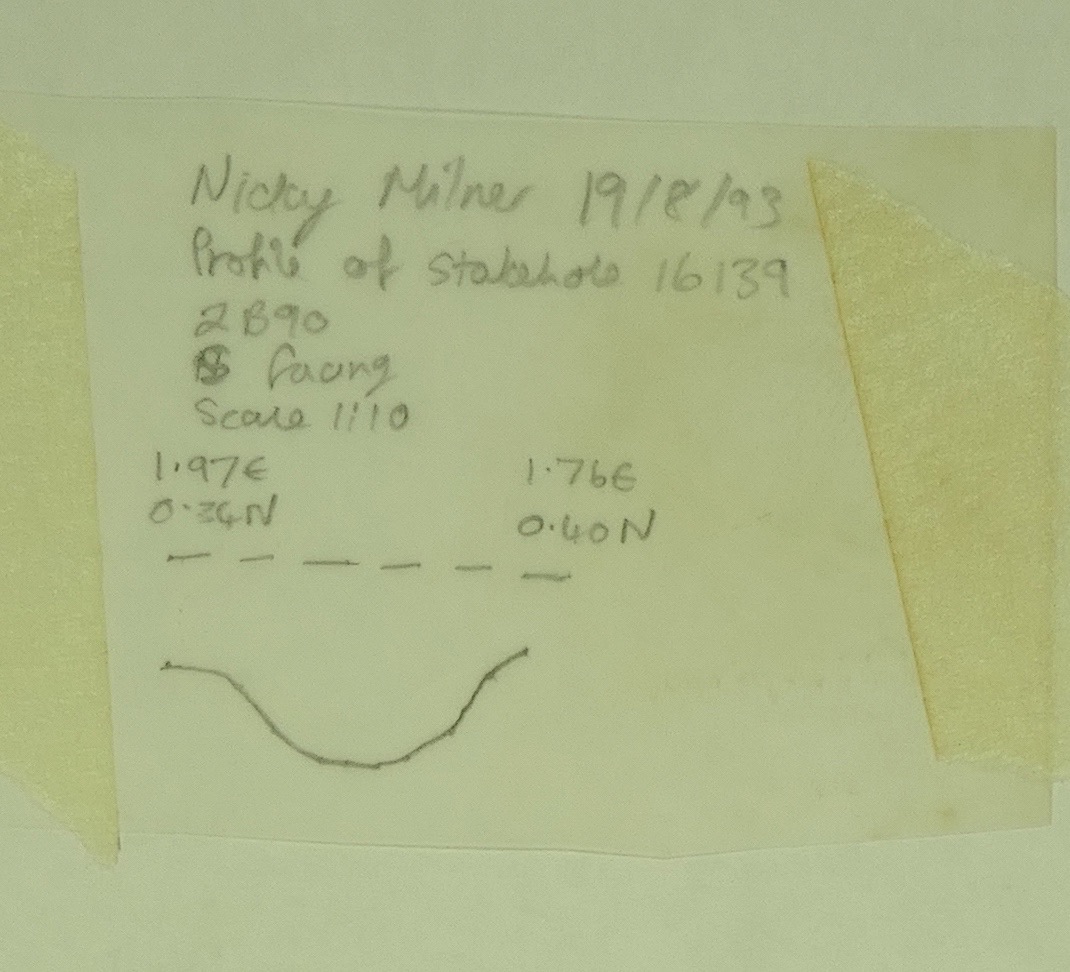 Nicky Milner 19/8/93
Profile of Stakehole 16139
2B90
facing
Scale 1:10
1.97E 1.76E
0.34N 0.40N